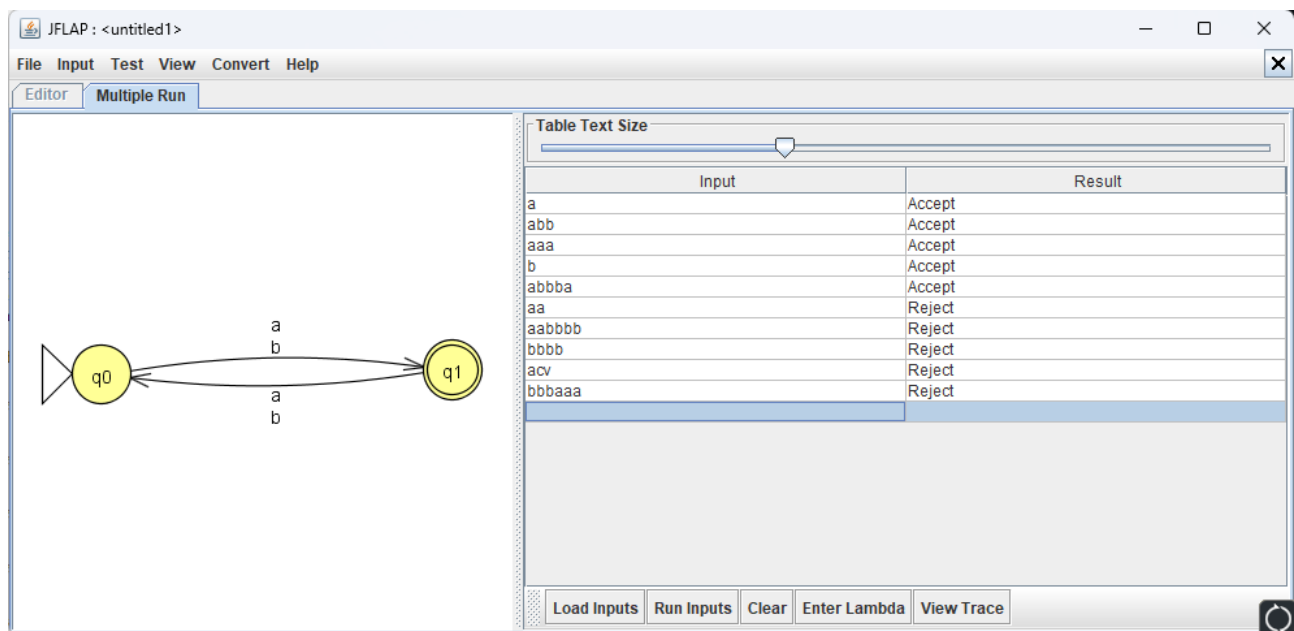 JFLAP : <untitled1>
File Input Test View Convert Help
Editor Multiple Run
Table Text Size
Input Result
a Accept
abb Accept
aaa Accept
b Accept
abbba Accept
aa Reject
aabbbb Reject
bbbb Reject
acv Reject
bbbaaa Reject
a
b
q0
q1
a
b
Load Inputs Run Inputs Clear Enter Lambda View Trace